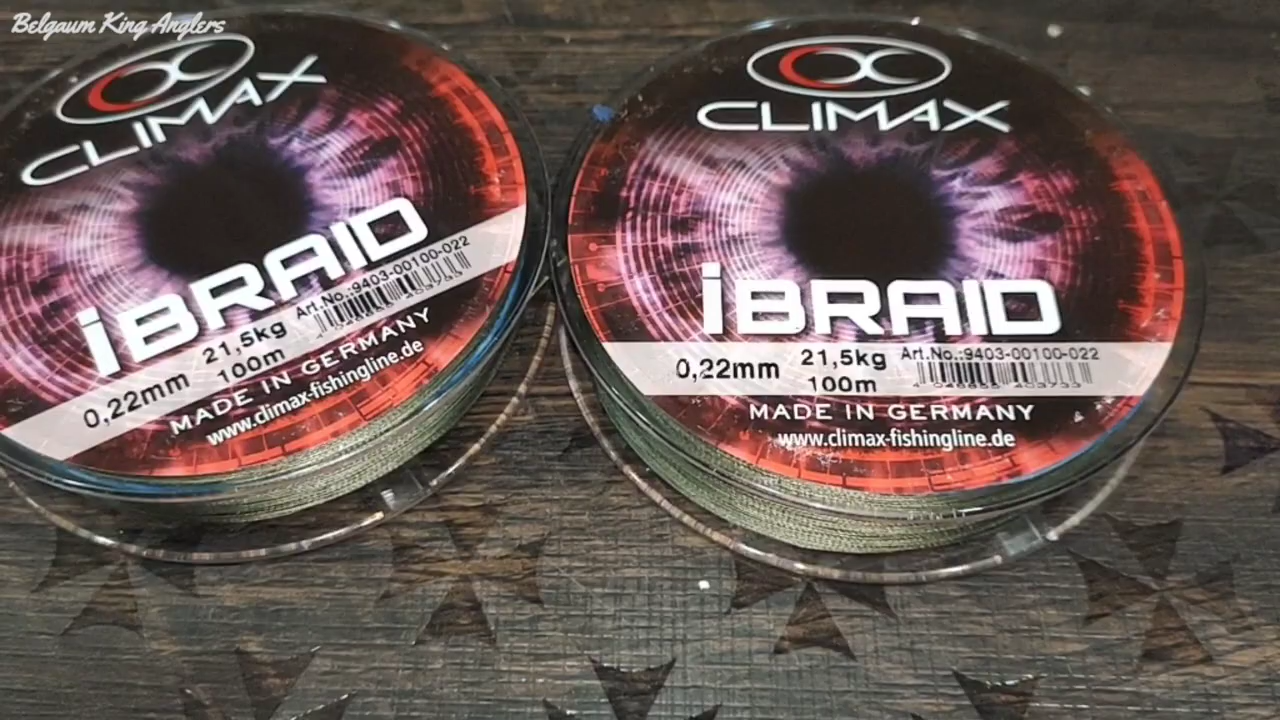 Belgaum King Anglers
CLIMAX
iBRAID
0,22mm
21,5kg
100m
Art.No.:9403-00100-022
MADE IN GERMANY
www.climax-fishingline.de
CLIMAX
iBRAID
0,22mm
21,5kg
100m
Art.No.:9403-00100-022
MADE IN GERMANY
www.climax-fishingline.de